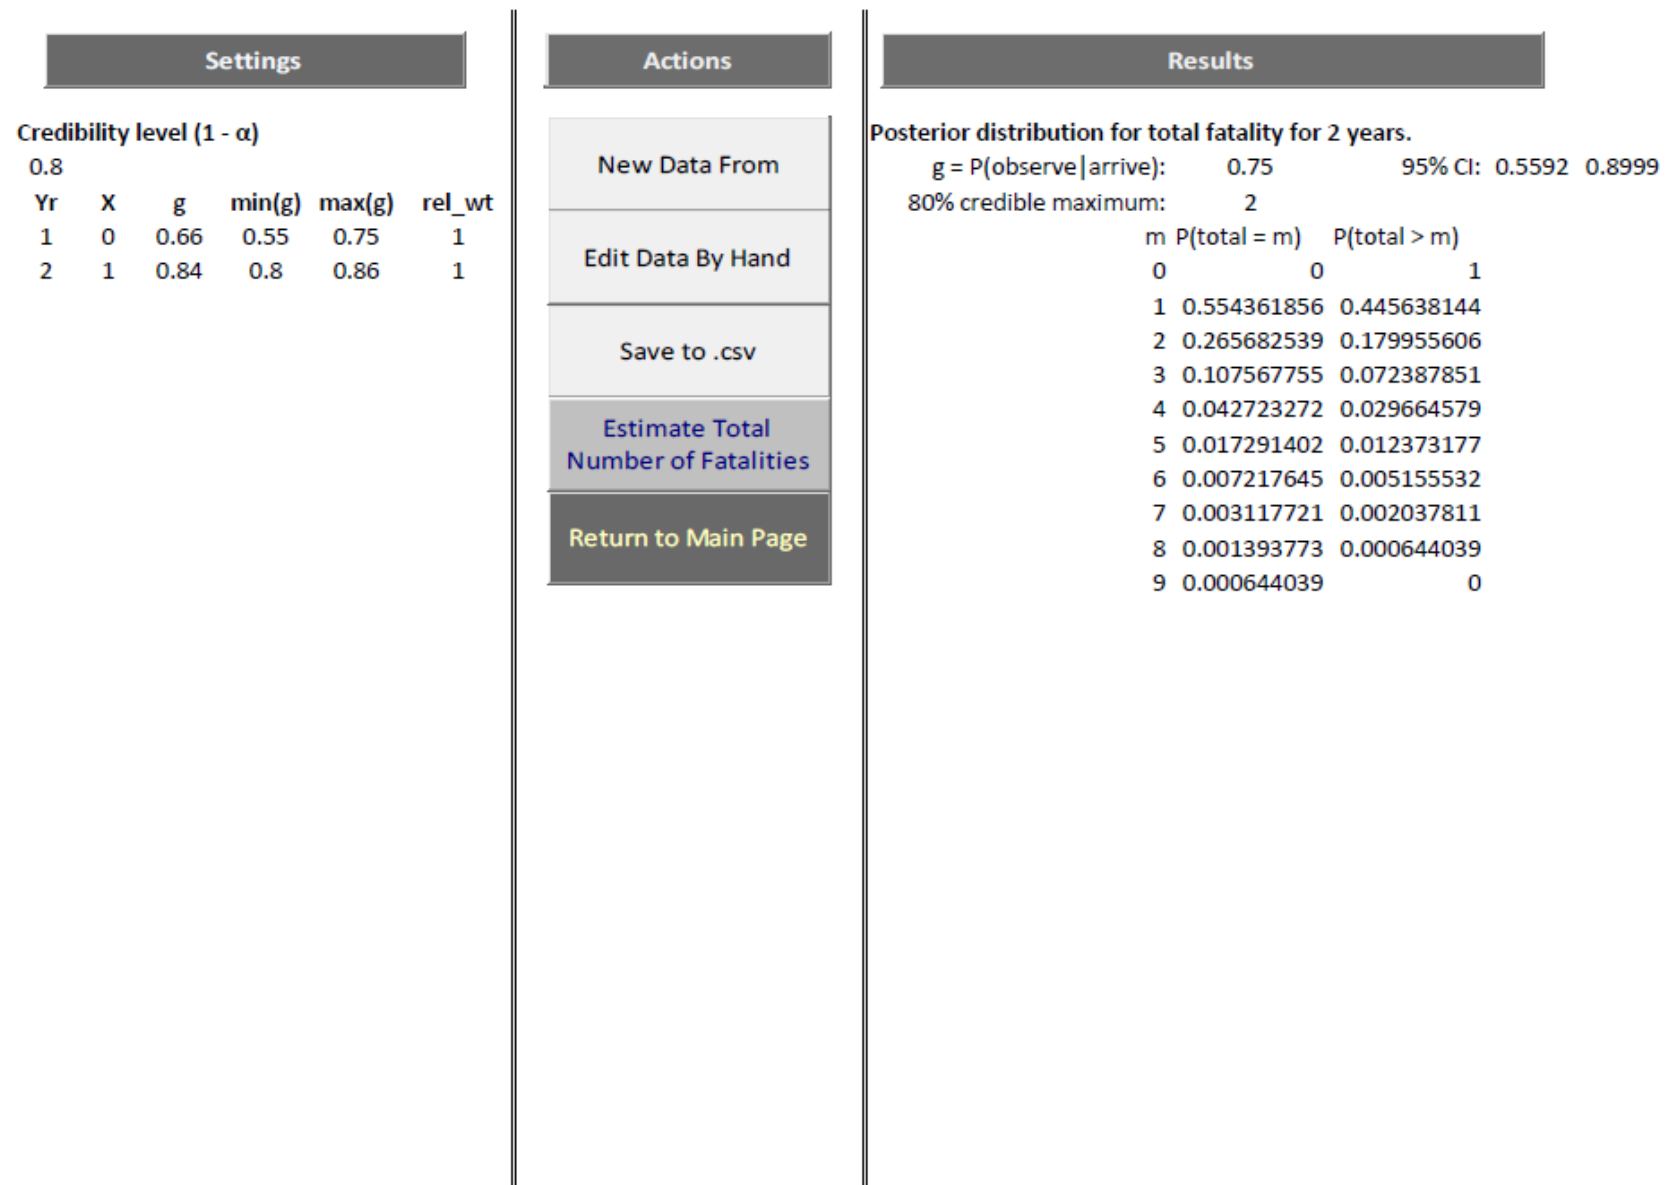 Settings
Credibility level (1 - α)
0.8
Yr X g min(g) max(g) rel_wt
1 0 0.66 0.55 0.75 1
2 1 0.84 0.8 0.86 1
Actions
New Data From
Edit Data By Hand
Save to .csv
Estimate Total
Number of Fatalities
Return to Main Page
Results
Posterior distribution for total fatality for 2 years.
g = P(observe|arrive): 0.75 95% CI: 0.5592 0.8999
80% credible maximum: 2
m P(total = m) P(total > m)
0 0 1
1 0.554361856 0.445638144
2 0.265682539 0.179955606
3 0.107567755 0.072387851
4 0.042723272 0.029664579
5 0.017291402 0.012373177
6 0.007217645 0.005155532
7 0.003117721 0.002037811
8 0.001393773 0.000644039
9 0.000644039 0